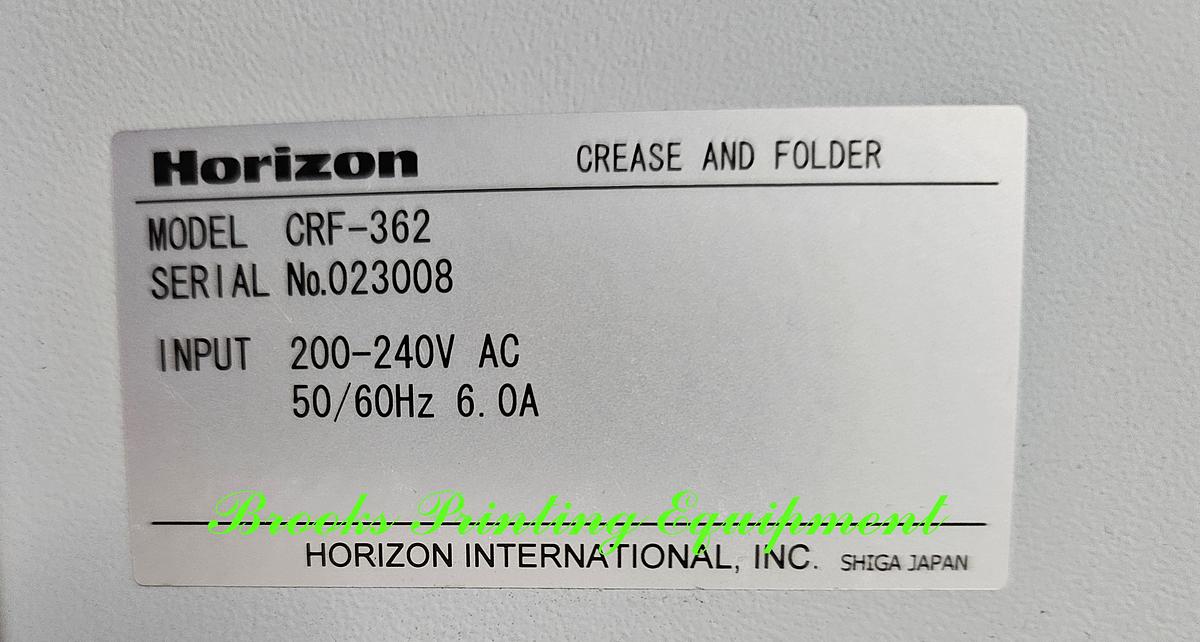 Horizon CREASE AND FOLDER
MODEL CRF-362
SERIAL No.023008
INPUT 200-240V AC
50/60Hz 6.0A
Brooks Printing Equipment
HORIZON INTERNATIONAL, INC. SHIGA JAPAN